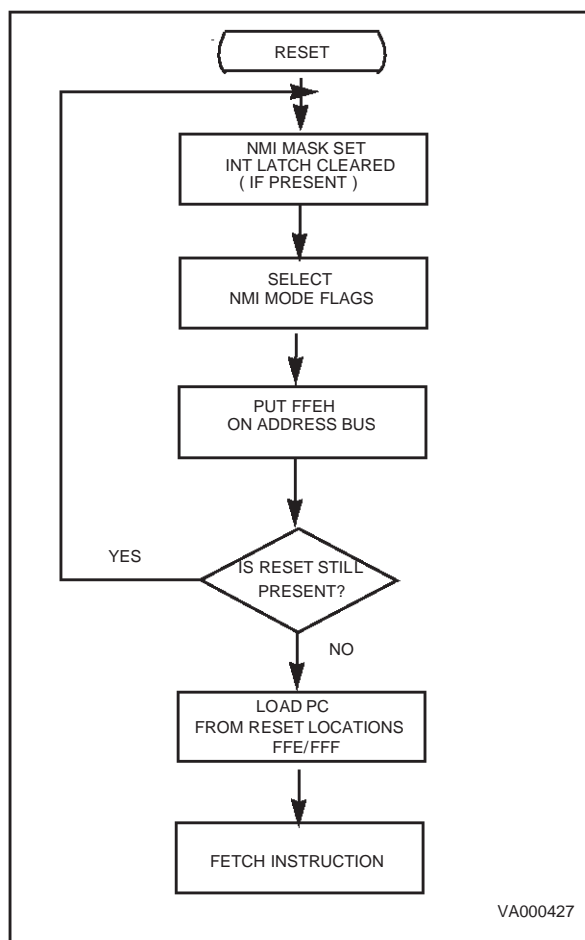 RESET
NMI MASK SET
INT LATCH CLEARED
( IF PRESENT )
SELECT
NMI MODE FLAGS
PUT FFEH
ON ADDRESS BUS
YES
IS RESET STILL
PRESENT?
NO
LOAD PC
FROM RESET LOCATIONS
FFE/FFF
FETCH INSTRUCTION
VA000427